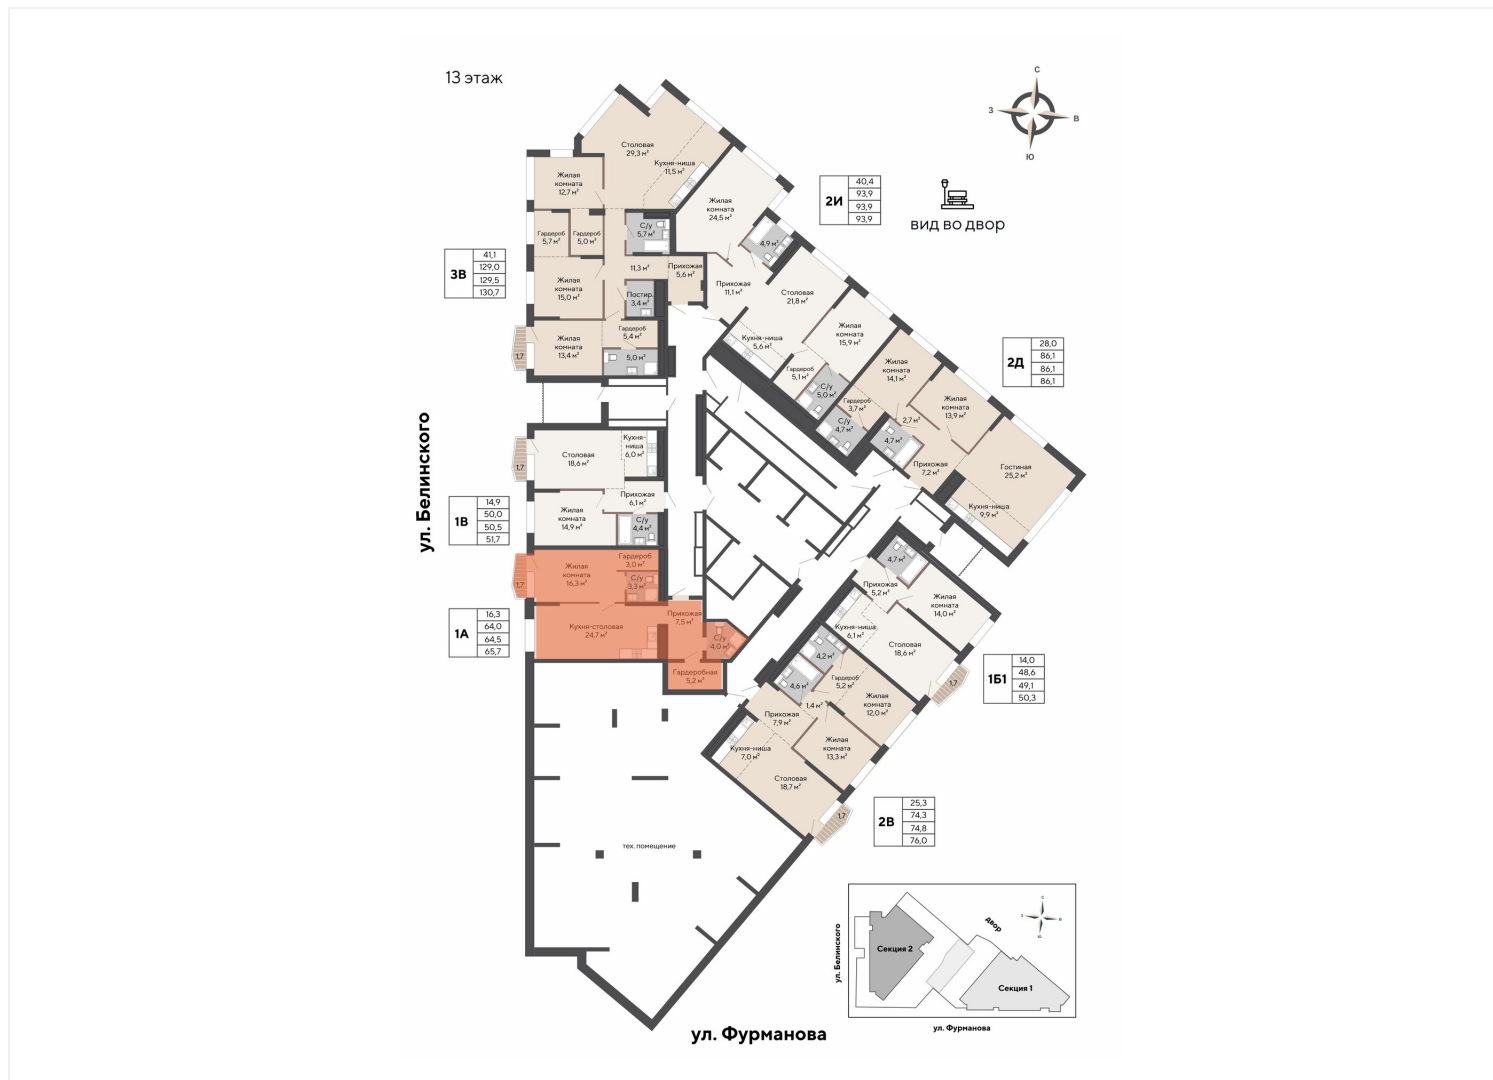 13 этаж
С
З
В
Ю
Столовая
29,3 м²
Кухня-ниша
11,5 м²
Жилая
комната
12,7 м²
Гардероб
5,7 м²
Гардероб
5,0 м²
С/у
5,7 м²
11,3 м²
Прихожая
5,6 м²
Жилая
комната
15,0 м²
Постир.
3,4 м²
Жилая
комната
13,4 м²
Гардероб
5,4 м²
5,0 м²
1,7
3В
41,1
129,0
129,5
130,7
Жилая
комната
24,5 м²
4,9 м²
Прихожая
11,1 м²
Столовая
21,8 м²
Кухня-ниша
5,6 м²
Жилая
комната
15,9 м²
Гардероб
5,1 м²
С/у
5,0 м²
2И
40,4
93,9
93,9
93,9
вид во двор
Жилая
комната
14,1 м²
Гардероб
3,7 м²
С/у
4,7 м²
2,7 м²
Жилая
комната
13,9 м²
4,7 м²
Прихожая
7,2 м²
Гостиная
25,2 м²
Кухня-ниша
9,9 м²
2Д
28,0
86,1
86,1
86,1
ул. Белинского
Столовая
18,6 м²
Кухня-
ниша
6,0 м²
1,7
Прихожая
6,1 м²
Жилая
комната
14,9 м²
С/у
4,4 м²
1В
14,9
50,0
50,5
51,7
Жилая
комната
16,3 м²
Гардероб
3,0 м²
С/у
3,3 м²
1,7
Прихожая
7,5 м²
Кухня-столовая
24,7 м²
С/у
4,0 м²
Гардеробная
5,2 м²
1А
16,3
64,0
64,5
65,7
4,7 м²
Прихожая
5,2 м²
Жилая
комната
14,0 м²
Кухня-ниша
6,1 м²
Столовая
18,6 м²
1,7
1Б1
14,0
48,6
49,1
50,3
4,2 м²
4,6 м²
Гардероб
5,2 м²
Жилая
комната
12,0 м²
1,4 м²
Прихожая
7,9 м²
Жилая
комната
13,3 м²
Кухня-ниша
7,0 м²
Столовая
18,7 м²
1,7
2В
25,3
74,3
74,8
76,0
тех. помещение
ул. Фурманова
ул. Белинского
Секция 2
двор
Секция 1
ул. Фурманова